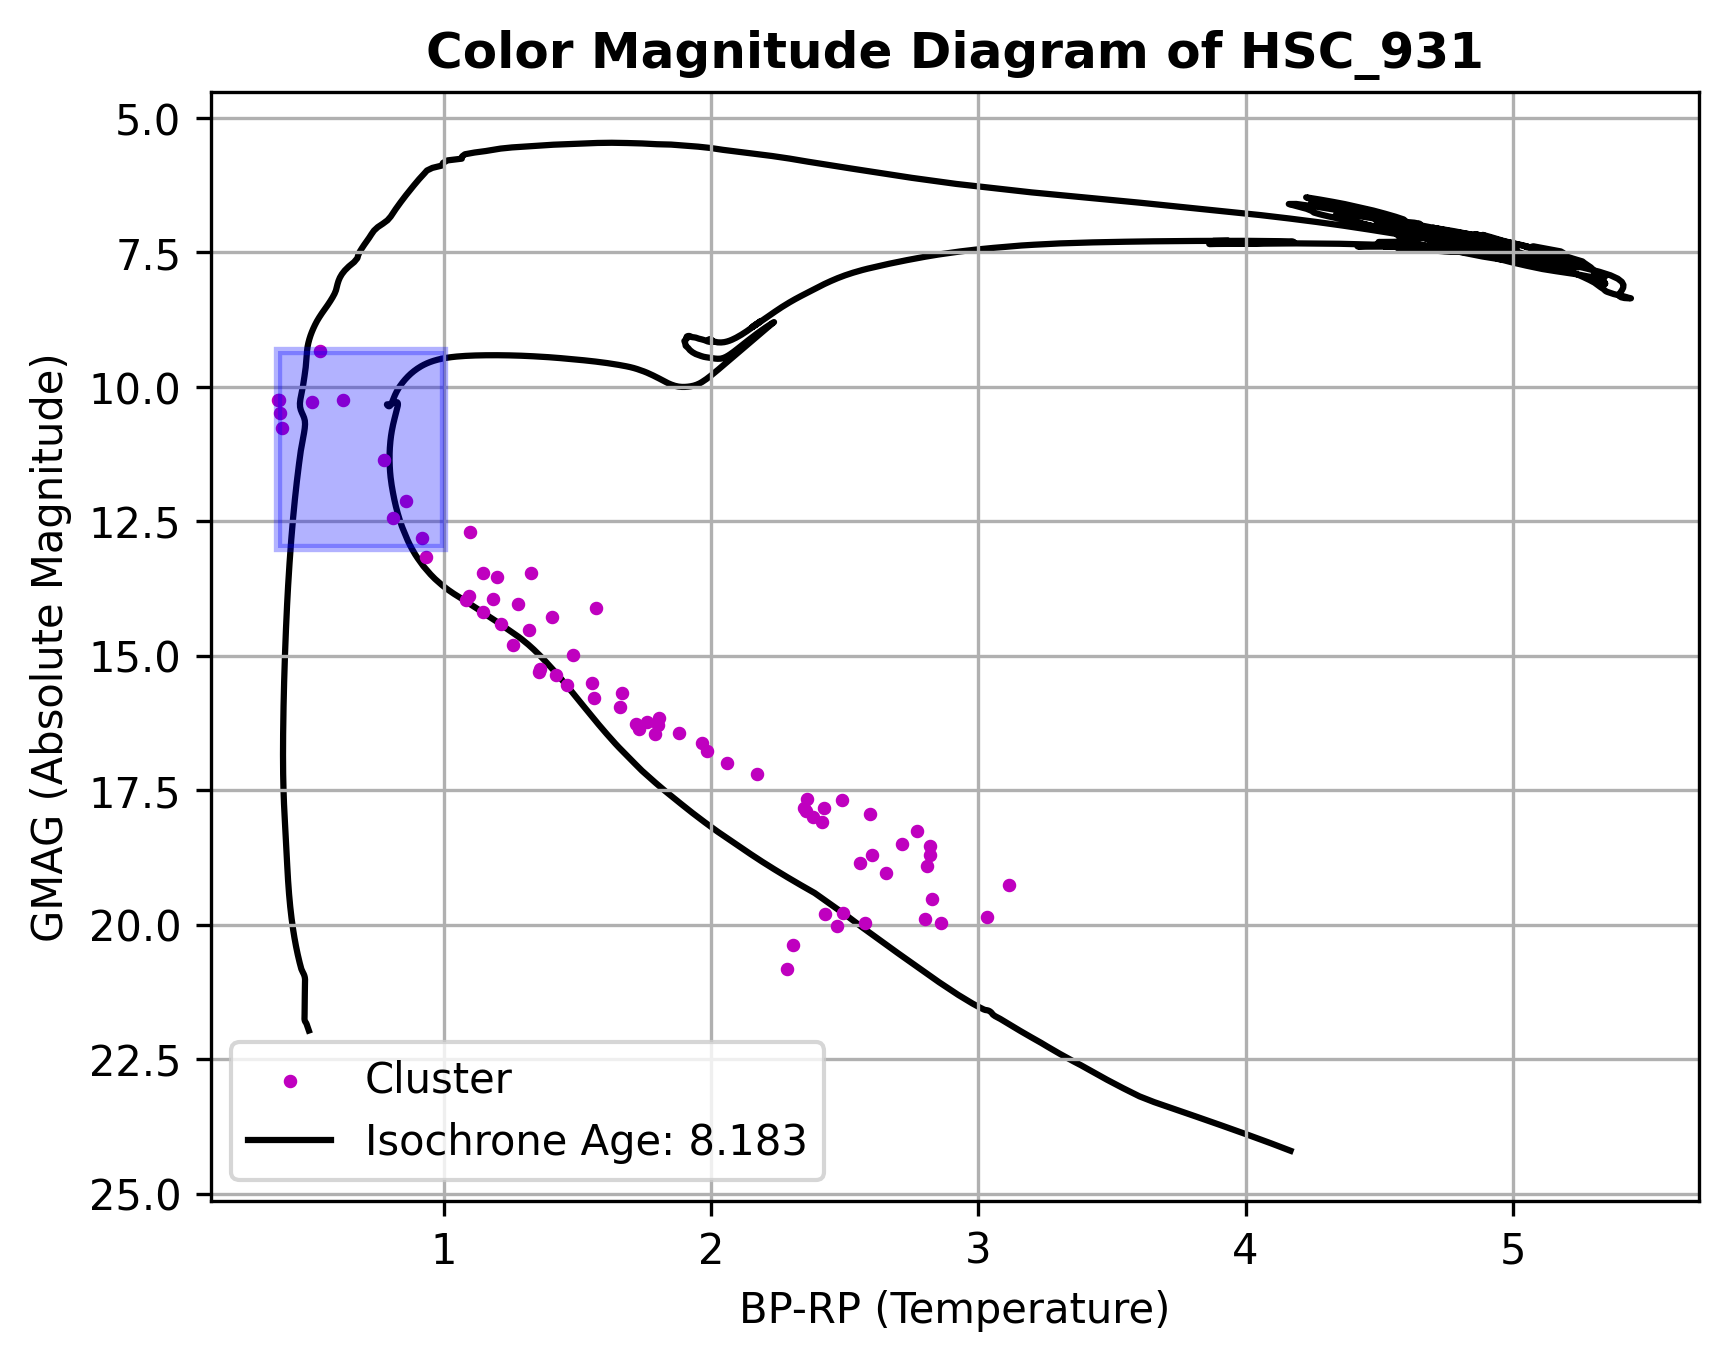 Color Magnitude Diagram of HSC_931
GMAG (Absolute Magnitude)
5.0
7.5
10.0
12.5
15.0
17.5
20.0
22.5
25.0
Cluster
Isochrone Age: 8.183
1 2 3 4 5
BP-RP (Temperature)